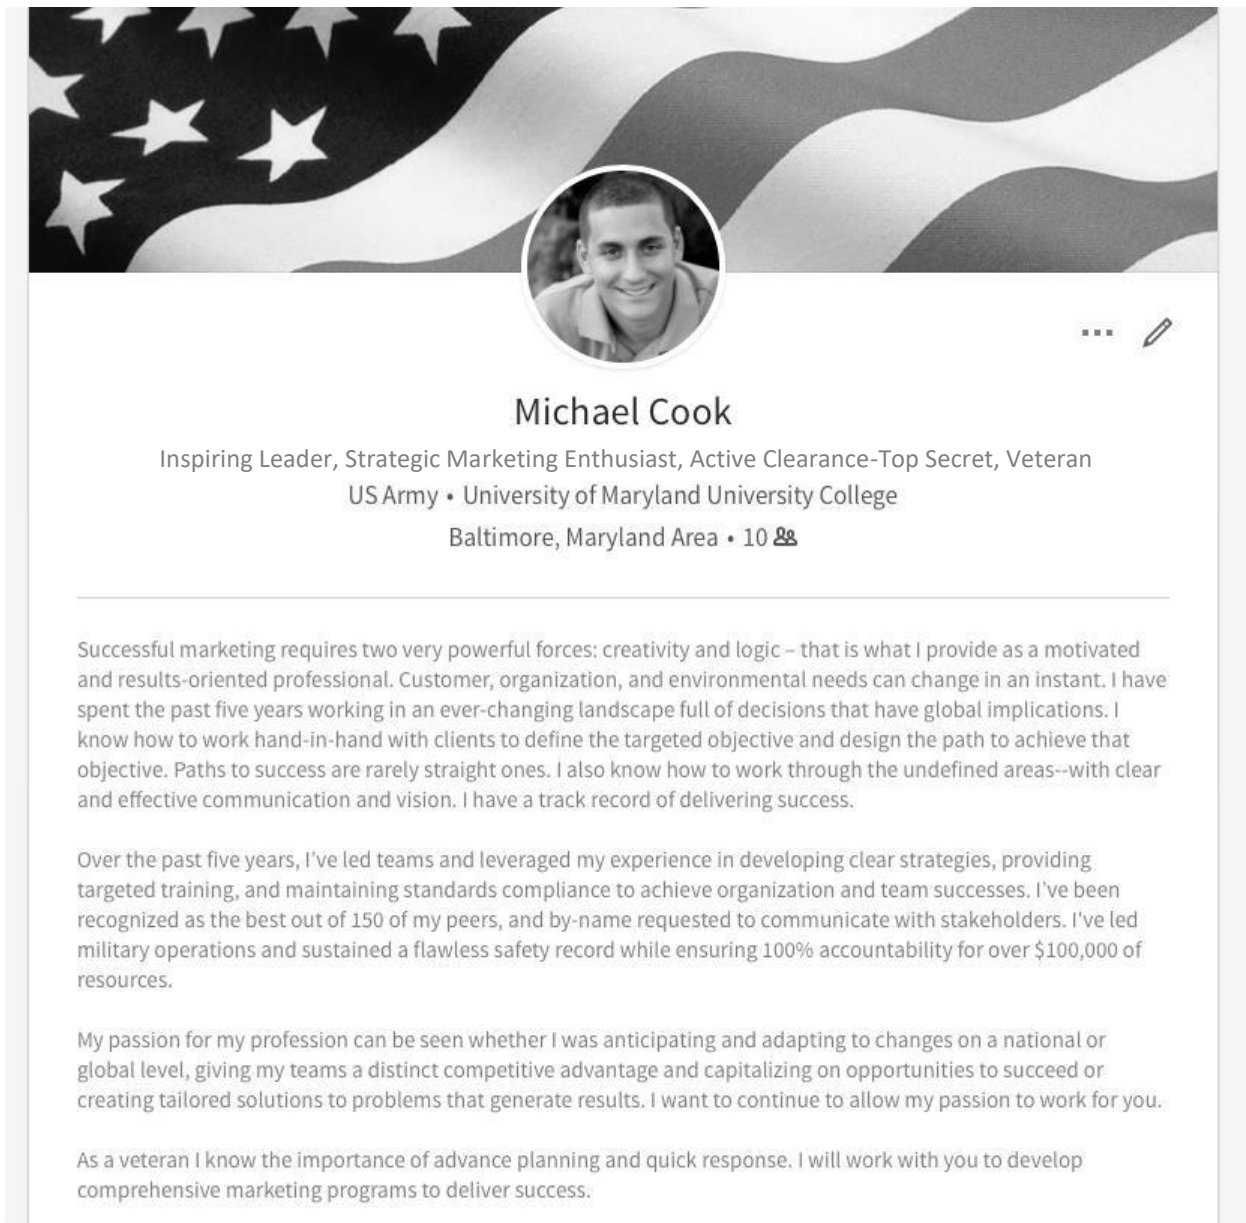 Michael Cook
Inspiring Leader, Strategic Marketing Enthusiast, Active Clearance-Top Secret, Veteran
US Army • University of Maryland University College
Baltimore, Maryland Area • 10
Successful marketing requires two very powerful forces: creativity and logic – that is what I provide as a motivated
and results-oriented professional. Customer, organization, and environmental needs can change in an instant. I have
spent the past five years working in an ever-changing landscape full of decisions that have global implications. I
know how to work hand-in-hand with clients to define the targeted objective and design the path to achieve that
objective. Paths to success are rarely straight ones. I also know how to work through the undefined areas--with clear
and effective communication and vision. I have a track record of delivering success.
Over the past five years, I've led teams and leveraged my experience in developing clear strategies, providing
targeted training, and maintaining standards compliance to achieve organization and team successes. I've been
recognized as the best out of 150 of my peers, and by-name requested to communicate with stakeholders. I've led
military operations and sustained a flawless safety record while ensuring 100% accountability for over $100,000 of
resources.
My passion for my profession can be seen whether I was anticipating and adapting to changes on a national or
global level, giving my teams a distinct competitive advantage and capitalizing on opportunities to succeed or
creating tailored solutions to problems that generate results. I want to continue to allow my passion to work for you.
As a veteran I know the importance of advance planning and quick response. I will work with you to develop
comprehensive marketing programs to deliver success.